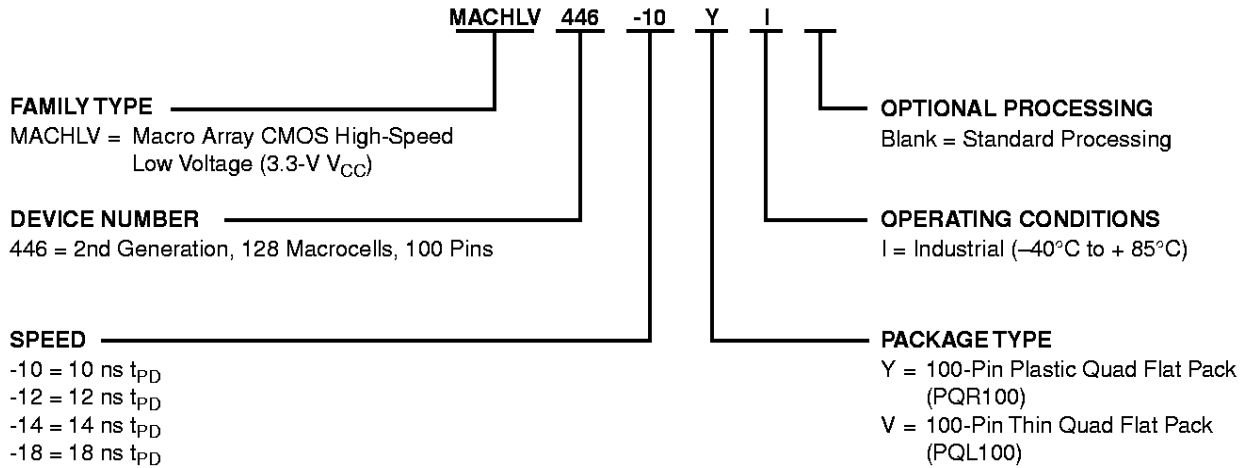 MACHLV 446 -10 Y I
FAMILY TYPE
MACHLV = Macro Array CMOS High-Speed
Low Voltage (3.3-V VCC)
DEVICE NUMBER
446 = 2nd Generation, 128 Macrocells, 100 Pins
SPEED
-10 = 10 ns tPD
-12 = 12 ns tPD
-14 = 14 ns tPD
-18 = 18 ns tPD
OPTIONAL PROCESSING
Blank = Standard Processing
OPERATING CONDITIONS
I = Industrial (–40°C to + 85°C)
PACKAGE TYPE
Y = 100-Pin Plastic Quad Flat Pack
(PQR100)
V = 100-Pin Thin Quad Flat Pack
(PQL100)